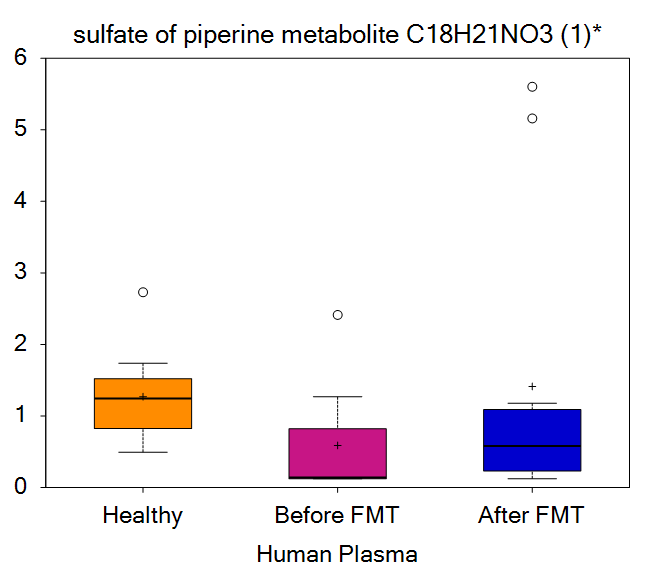 sulfate of piperine metabolite C18H21NO3 (1)*
6
5
4
3
2
1
0
Healthy Before FMT After FMT
Human Plasma